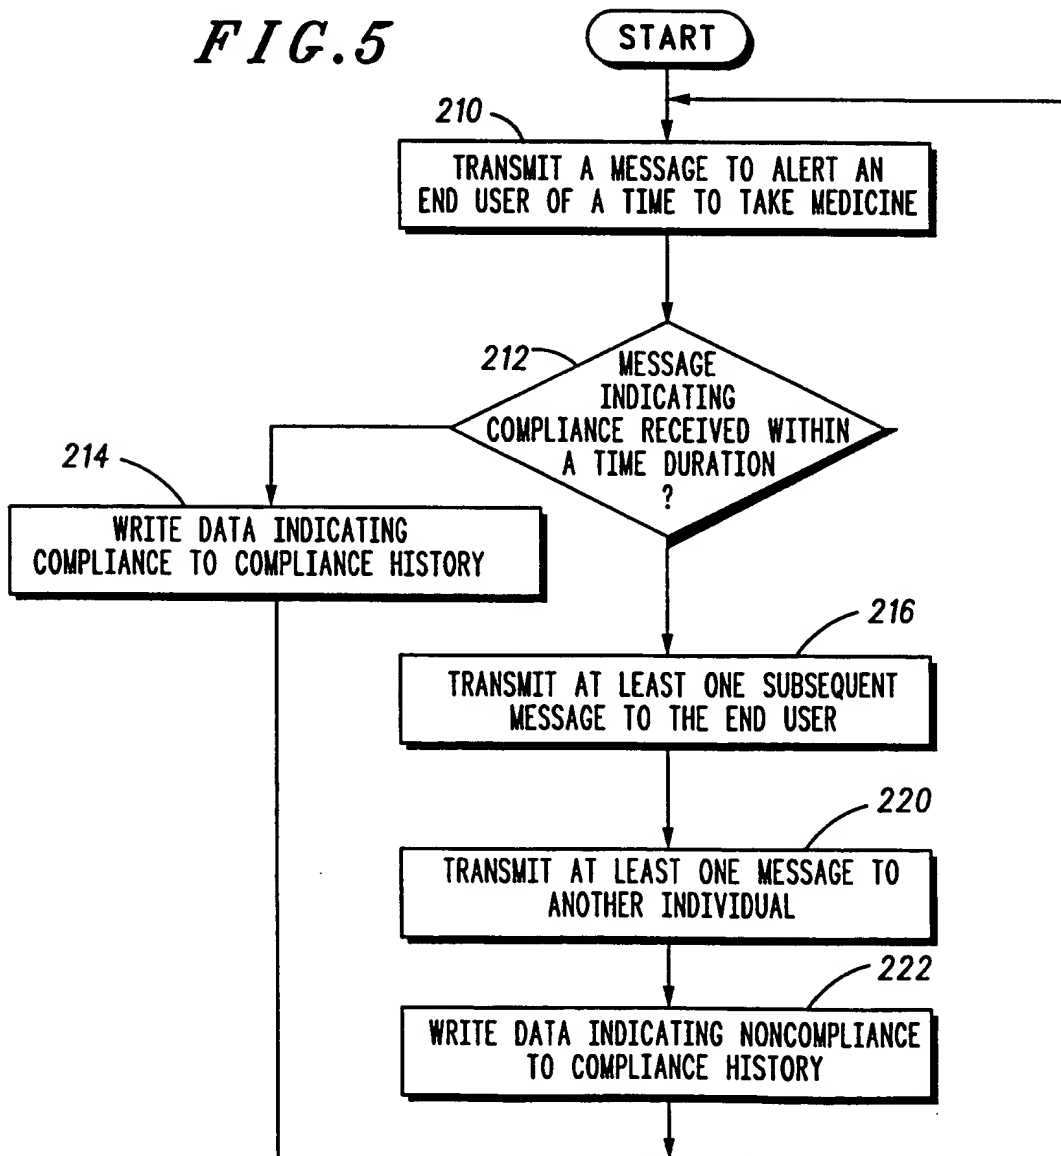 FIG.5
START
210
TRANSMIT A MESSAGE TO ALERT AN
END USER OF A TIME TO TAKE MEDICINE
212
MESSAGE
INDICATING
COMPLIANCE RECEIVED WITHIN
A TIME DURATION
?
214
WRITE DATA INDICATING
COMPLIANCE TO COMPLIANCE HISTORY
216
TRANSMIT AT LEAST ONE SUBSEQUENT
MESSAGE TO THE END USER
220
TRANSMIT AT LEAST ONE MESSAGE TO
ANOTHER INDIVIDUAL
222
WRITE DATA INDICATING NONCOMPLIANCE
TO COMPLIANCE HISTORY